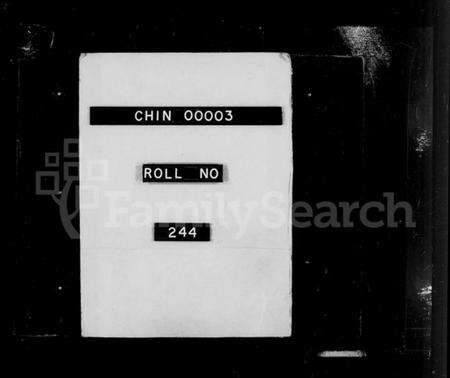 CHIN 00003
ROLL NO
FamilySearch
244